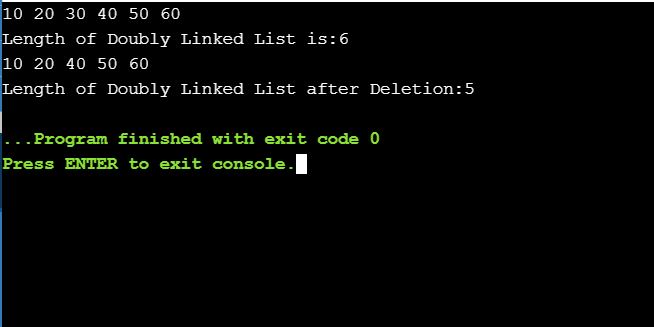 10 20 30 40 50 60
Length of Doubly Linked List is:6
10 20 40 50 60
Length of Doubly Linked List after Deletion:5
...Program finished with exit code 0
Press ENTER to exit console.